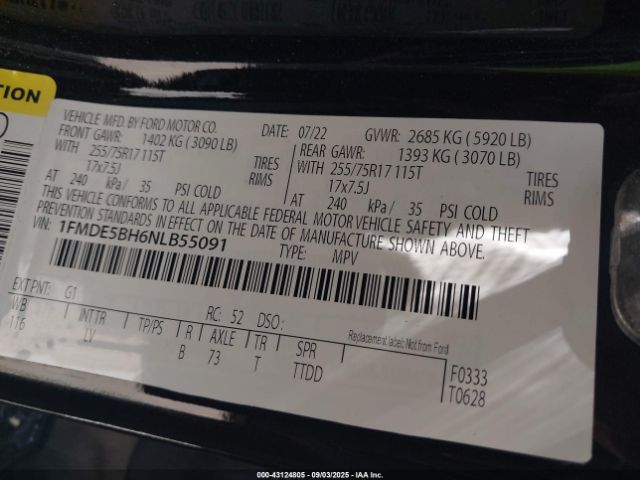 TION
VEHICLE MFD. BY FORD MOTOR CO. DATE: 07/22 GVWR: 2685 KG ( 5920 LB)
FRONT GAWR: 1402 KG ( 3090 LB) REAR GAWR: 1393 KG ( 3070 LB)
WITH 255/75R17 115T TIRES WITH 255/75R17 115T TIRES
17x7.5J RIMS 17x7.5J RIMS
AT 240 kPa/ 35 PSI COLD AT 240 kPa/ 35 PSI COLD
THIS VEHICLE CONFORMS TO ALL APPLICABLE FEDERAL MOTOR VEHICLE SAFETY AND THEFT
PREVENTION STANDARDS IN EFFECT ON THE DATE OF MANUFACTURE SHOWN ABOVE.
VIN: 1FMDE5BH6NLB55091 TYPE: MPV
EXT PNT: G1 RC: 52 DSO:
WB INT TR TP/PS R AXLE TR SPR Replacement label: Not from Ford
116 LV B 73 T TTDD
F0333
T0628
000-43124805 - 09/03/2025 - IAA Inc.